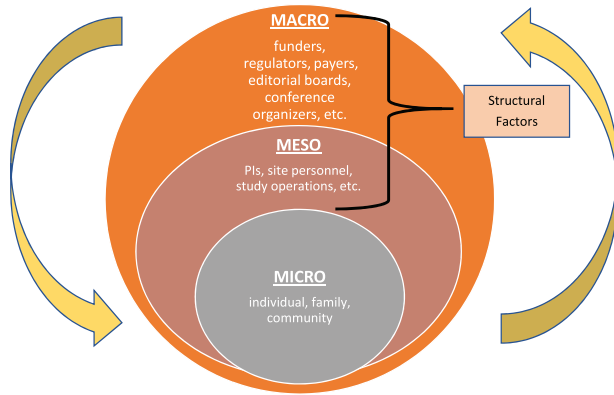 MACRO
funders,
regulators, payers,
editorial boards,
conference
organizers, etc.
Structural
Factors
MESO
PIs, site personnel,
study operations, etc.
MICRO
individual, family,
community